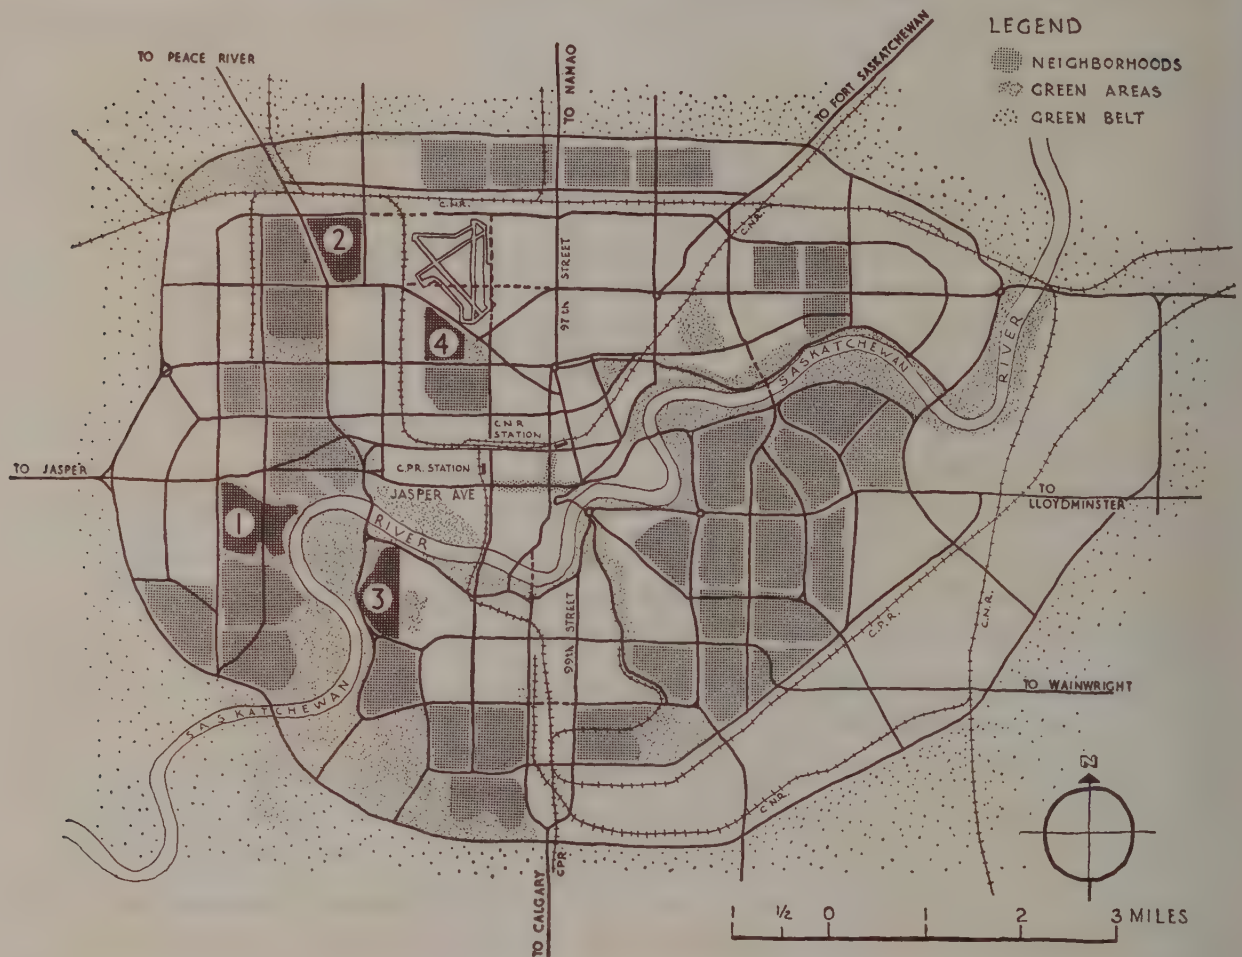 LEGEND
NEIGHBORHOODS
GREEN AREAS
GREEN BELT
TO PEACE RIVER
TO NAMAO
TO FORT SASKATCHEWAN
C.N.R.
C.N.R.
2
97th STREET
4
SASKATCHEWAN
RIVER
C.N.R
STATION
C.P.R. STATION
TO JASPER
JASPER AVE
TO
LLOYDMINSTER
1
RIVER
3
99th STREET
C.P.R.
C.N.R.
TO WAINWRIGHT
SASKATCHEWAN
N
C.N.R.
C.P.R.
TO CALGARY
1 1/2 0 1 2 3 MILES